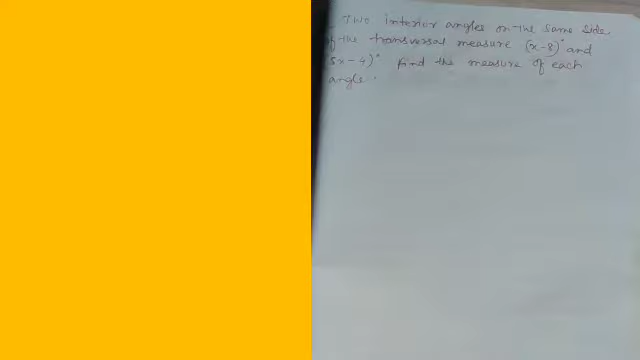 Two interior angles on the same side
of the transversal measure (x-8)° and
(5x-4)° find the measure of each
angle.